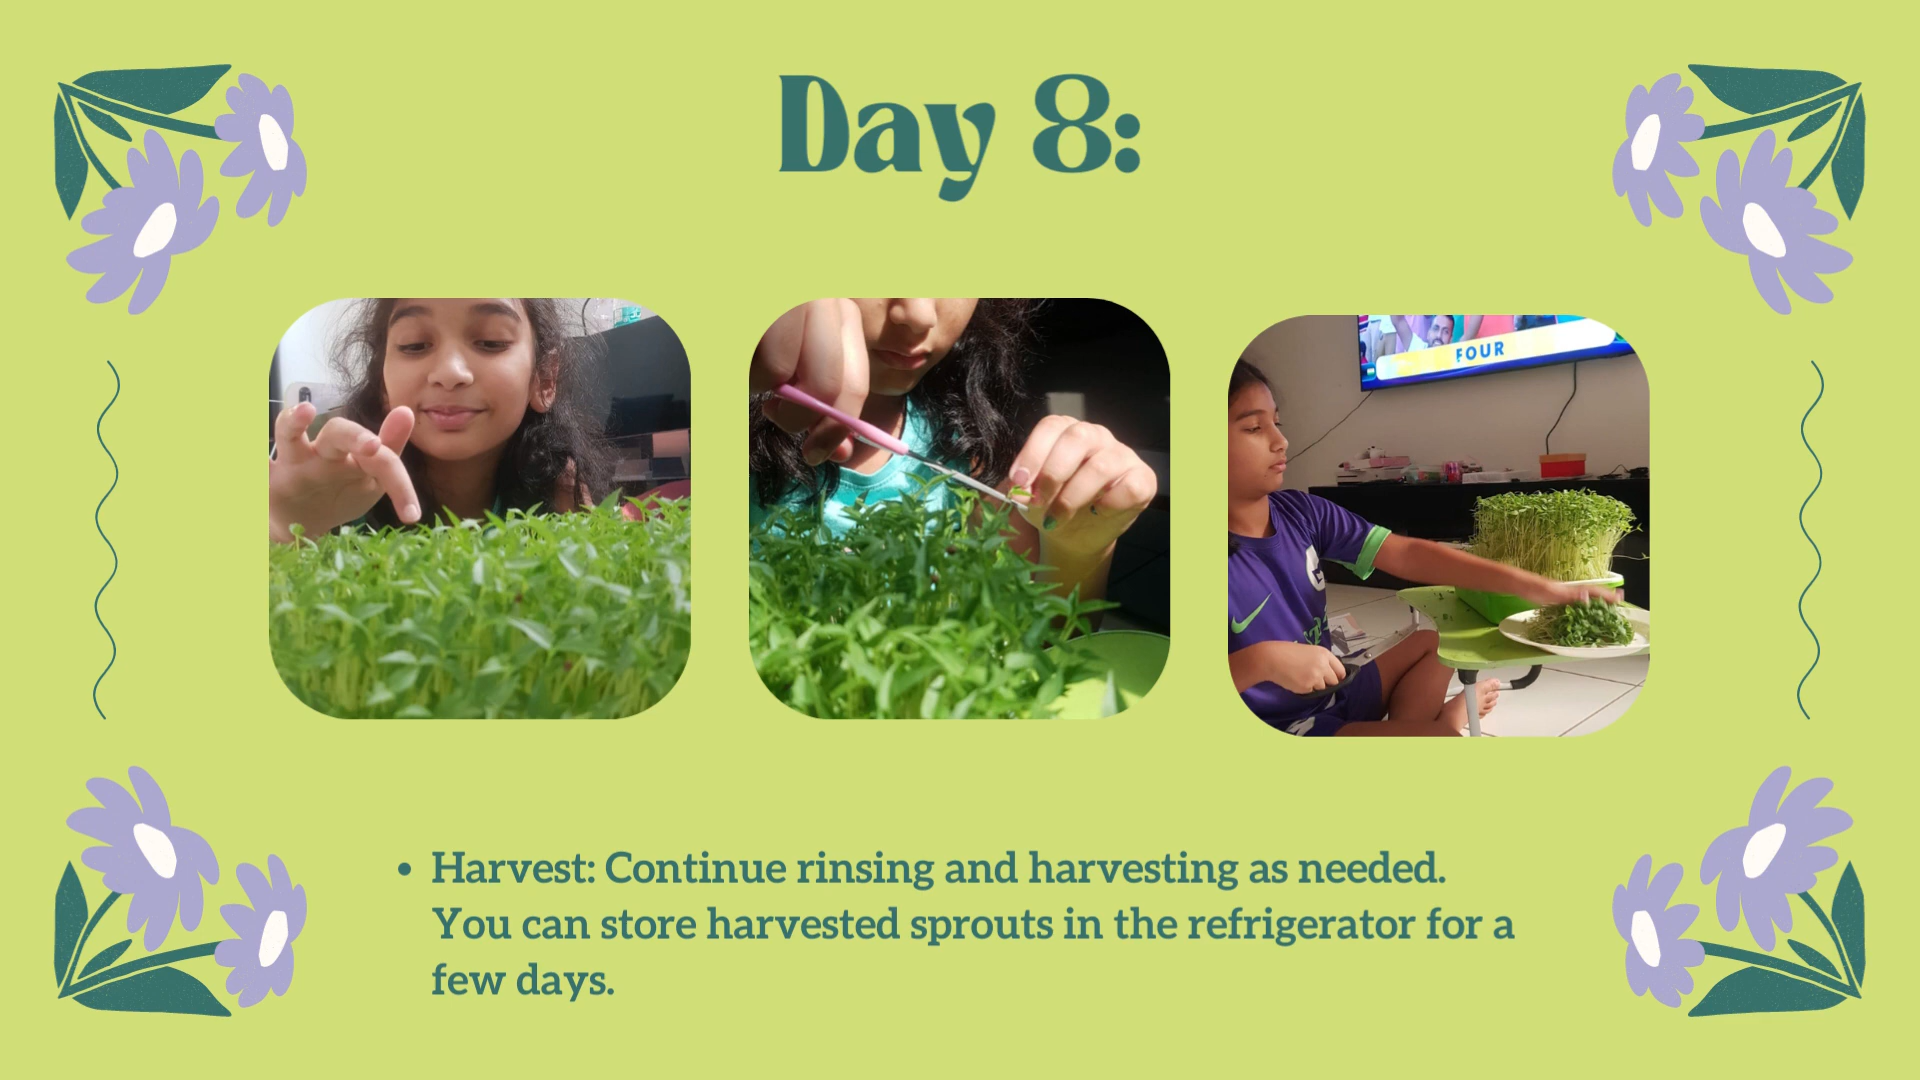 Day 8:
FOUR
• Harvest: Continue rinsing and harvesting as needed.
You can store harvested sprouts in the refrigerator for a
few days.